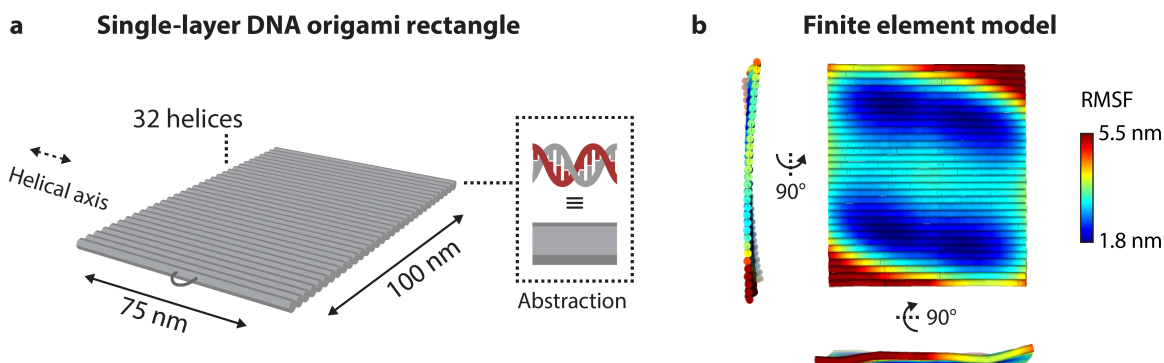 a Single-layer DNA origami rectangle
32 helices
Helical axis
75 nm
100 nm
≡
Abstraction
b Finite element model
90°
RMSF
5.5 nm
1.8 nm
90°